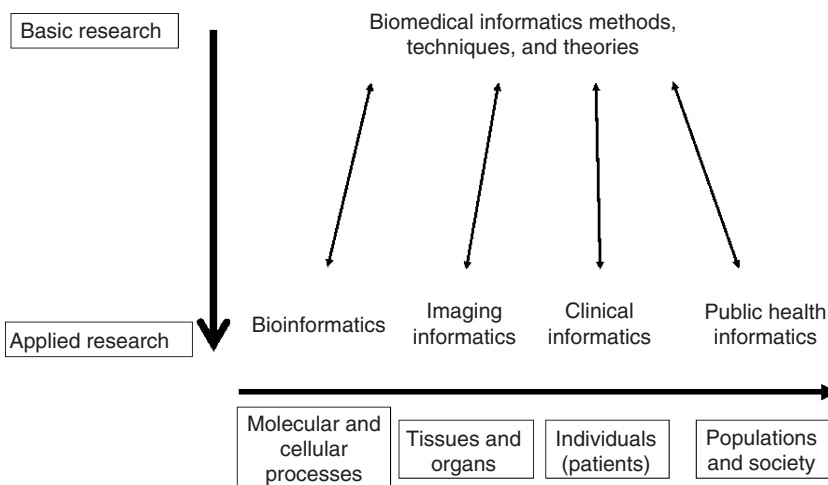 Basic research
Biomedical informatics methods,
techniques, and theories
Applied research
Bioinformatics
Imaging
informatics
Clinical
informatics
Public health
informatics
Molecular and
cellular
processes
Tissues and
organs
Individuals
(patients)
Populations
and society